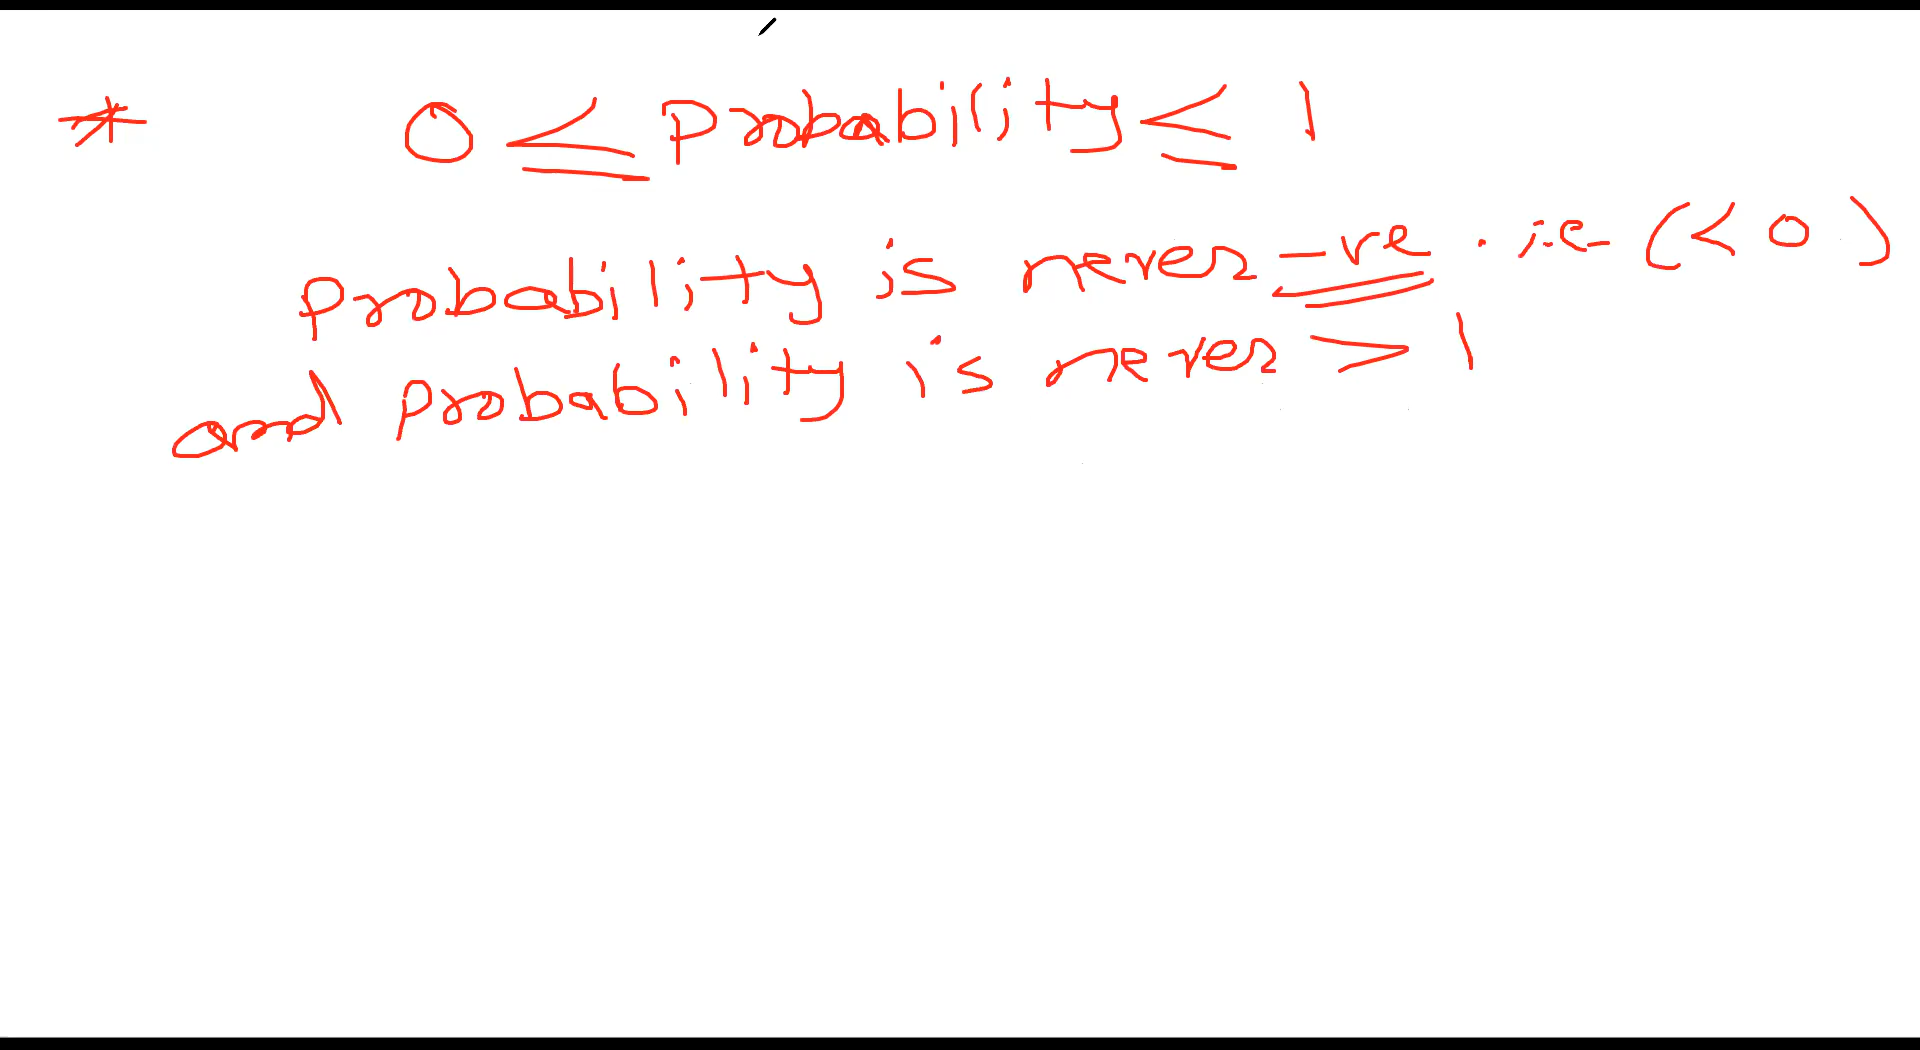 * 0 ≤ Probability ≤ 1
Probability is never -ve . i.e (< 0)
and Probability is never > 1